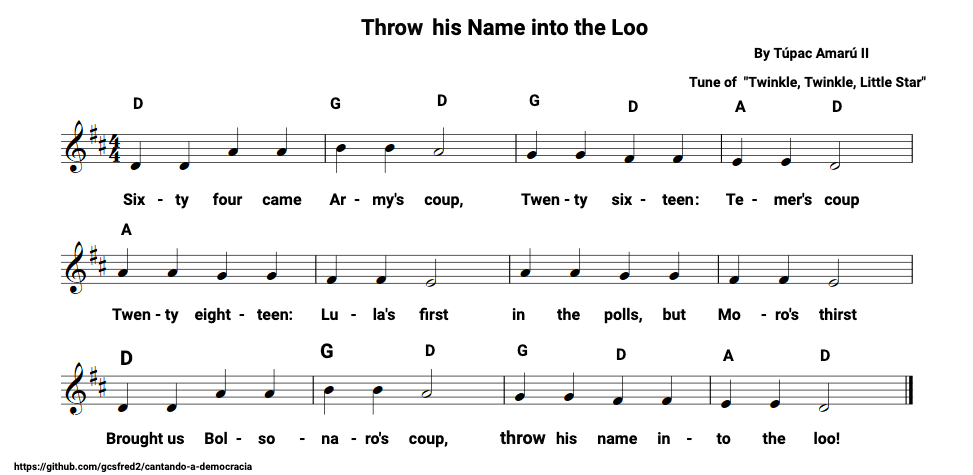 Throw his Name into the Loo
By Túpac Amarú II
Tune of "Twinkle, Twinkle, Little Star"
D G D G D A D
4
4
Six - ty four came Ar - my's coup, Twen - ty six - teen: Te - mer's coup
A
Twen - ty eight - teen: Lu - la's first in the polls, but Mo - ro's thirst
D G D G D A D
Brought us Bol - so - na - ro's coup, throw his name in - to the loo!
https://github.com/gcsfred2/cantando-a-democracia